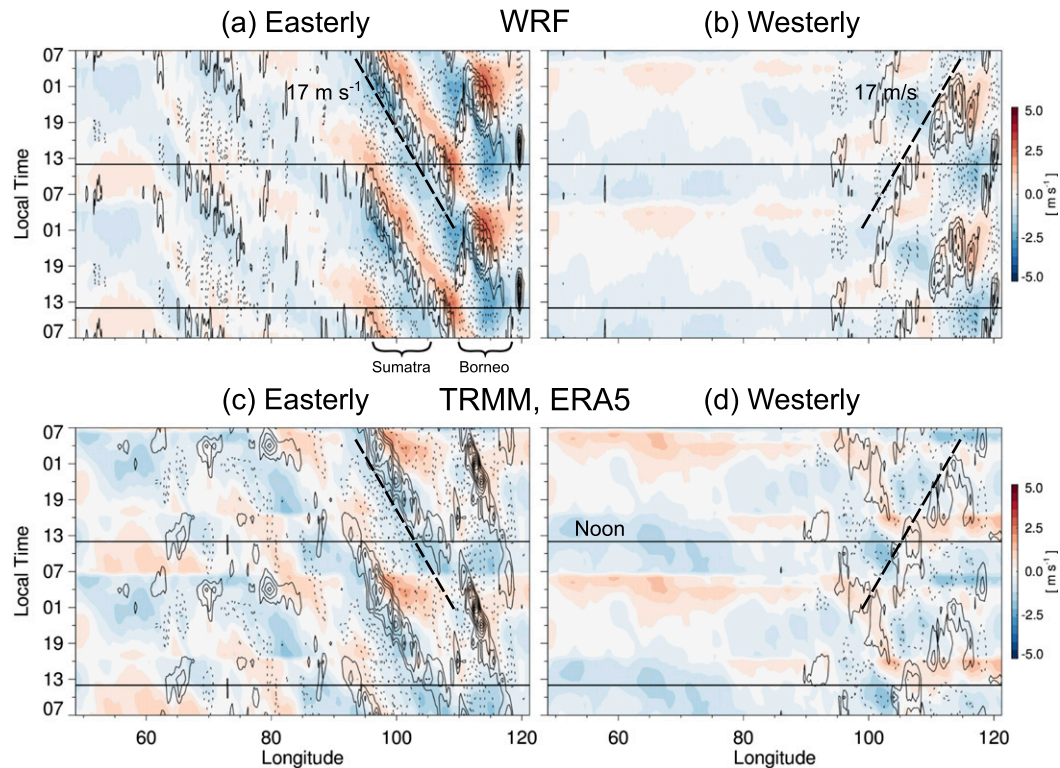 (a) Easterly WRF (b) Westerly
07
01
19
13
07
01
19
13
07
Local Time
17 m s⁻¹
17 m/s
5.0
2.5
0.0
-2.5
-5.0
[ m s⁻¹]
Sumatra Borneo
(c) Easterly TRMM, ERA5 (d) Westerly
07
01
19
13
07
01
19
13
07
Local Time
Noon
5.0
2.5
0.0
-2.5
-5.0
[ m s⁻¹]
60 80 100 120 60 80 100 120
Longitude Longitude